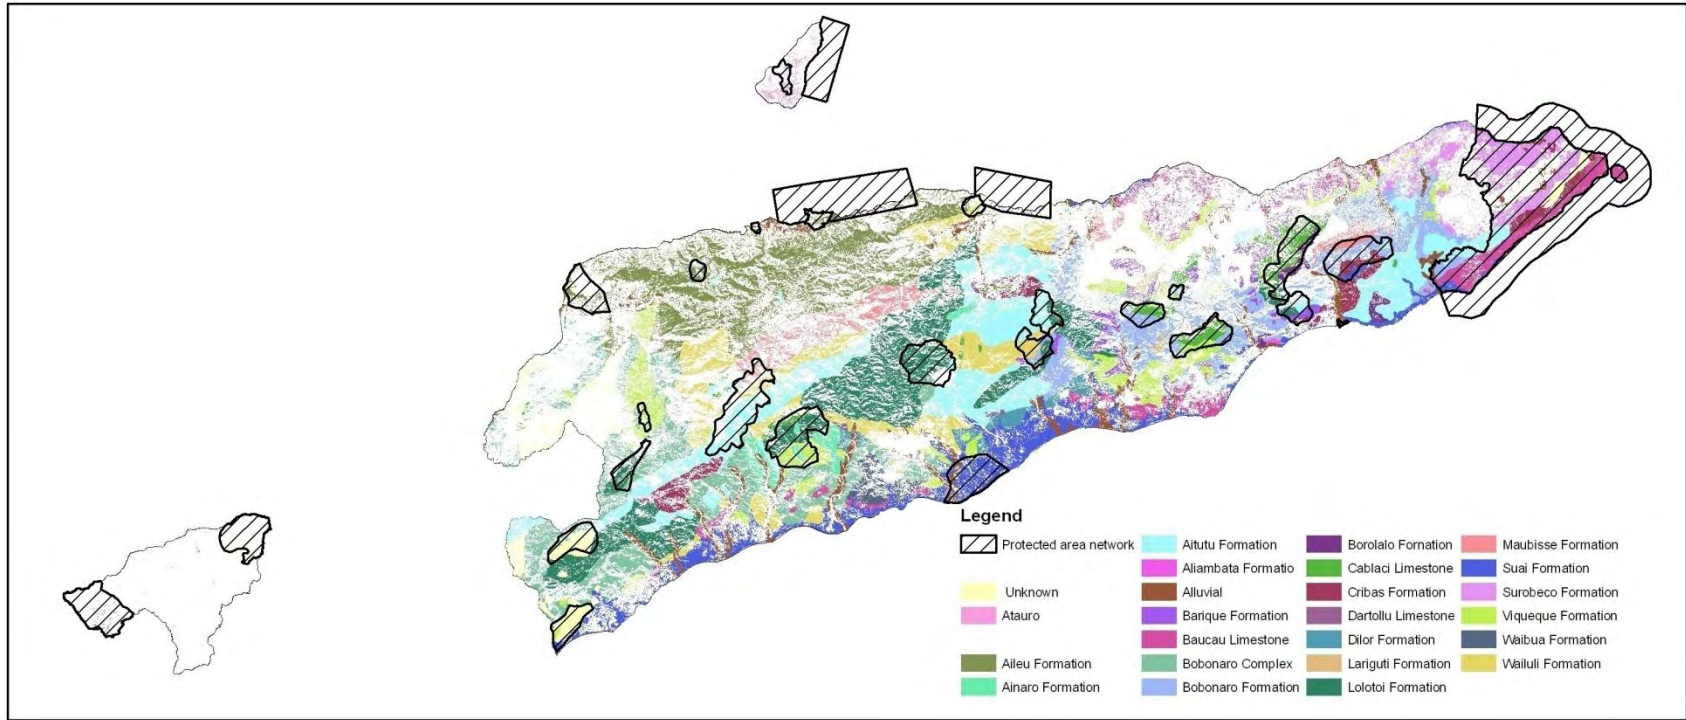 Legend
Protected area network
Unknown
Atauro
Aileu Formation
Ainaro Formation
Aitutu Formation
Aliambata Formatio
Alluvial
Barique Formation
Baucau Limestone
Bobonaro Complex
Bobonaro Formation
Borolalo Fornation
Cablaci Limestone
Cribas Formation
Dartollu Limestone
Dilor Formation
Lariguti Formation
Lolotoi Formation
Maubisse Formation
Suai Formation
Surobeco Formation
Viqueque Formation
Waibua Formation
Wailuli Formation